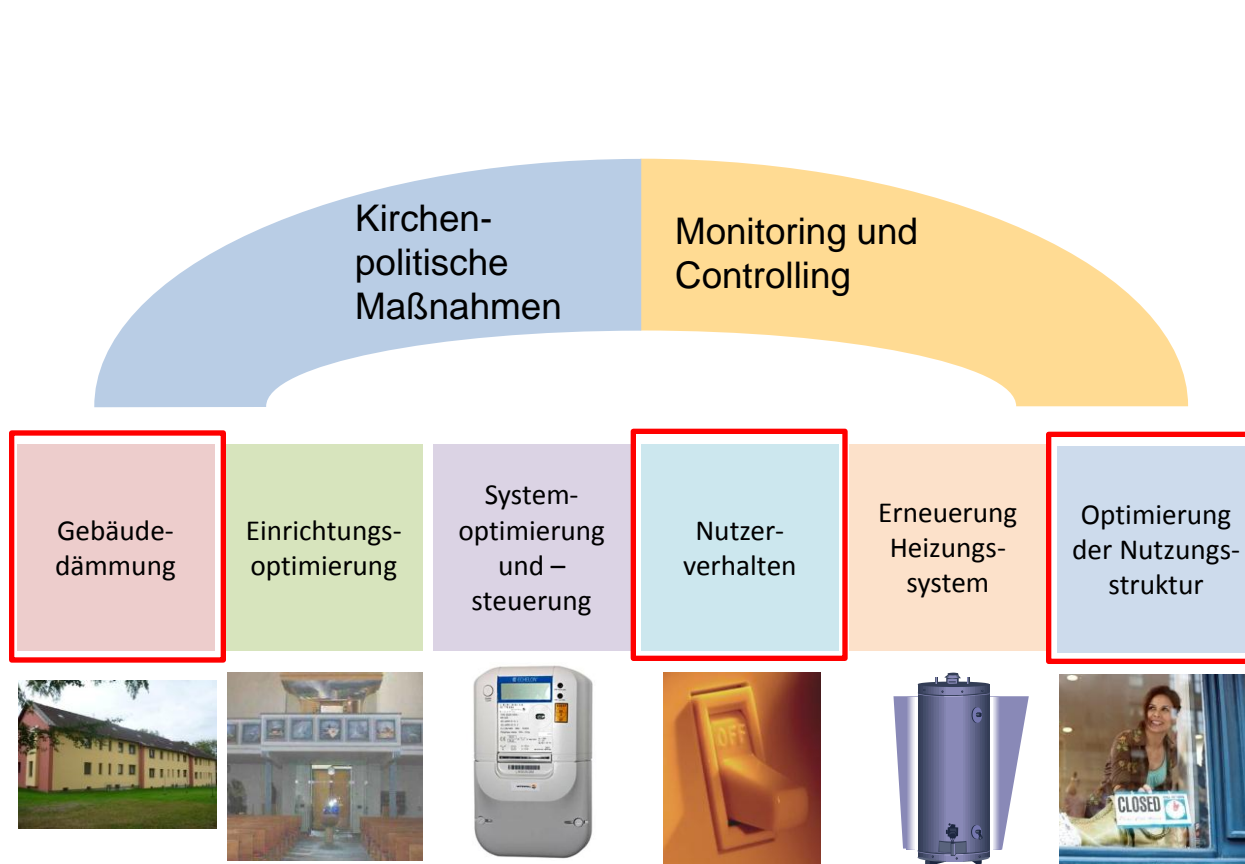 Kirchen-
politische
Maßnahmen
Monitoring und
Controlling
Gebäude-
dämmung
Einrichtungs-
optimierung
System-
optimierung
und –
steuerung
Nutzer-
verhalten
Erneuerung
Heizungs-
system
Optimierung
der Nutzungs-
struktur
OFF
CLOSED